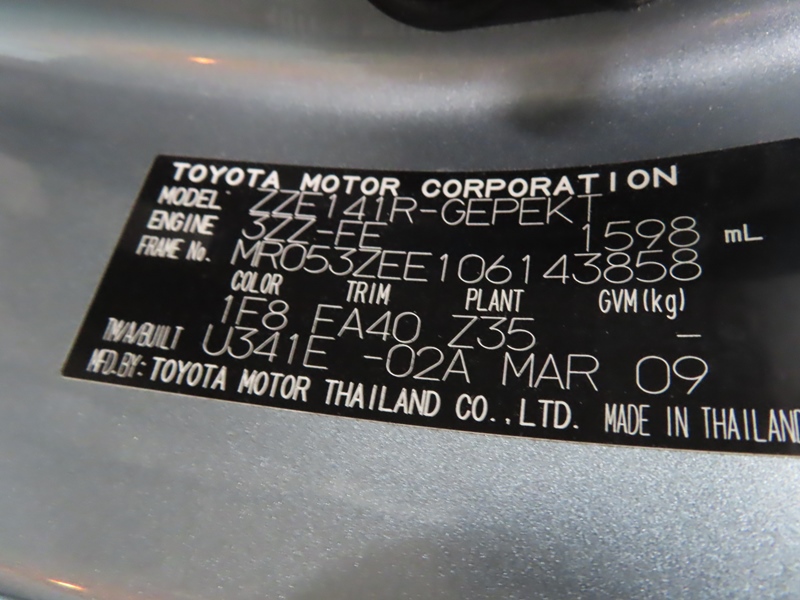 TOYOTA MOTOR CORPORATION
MODEL ZZE141R-GEPEKT
ENGINE 3ZZ-FE 1598 mL
FRAME No. MR053ZEE106143858
COLOR TRIM PLANT GVM(kg)
1F8 FA40 Z35 –
TM/A/BUILT U341E -02A MAR 09
MFD.BY: TOYOTA MOTOR THAILAND CO.,LTD. MADE IN THAILAND